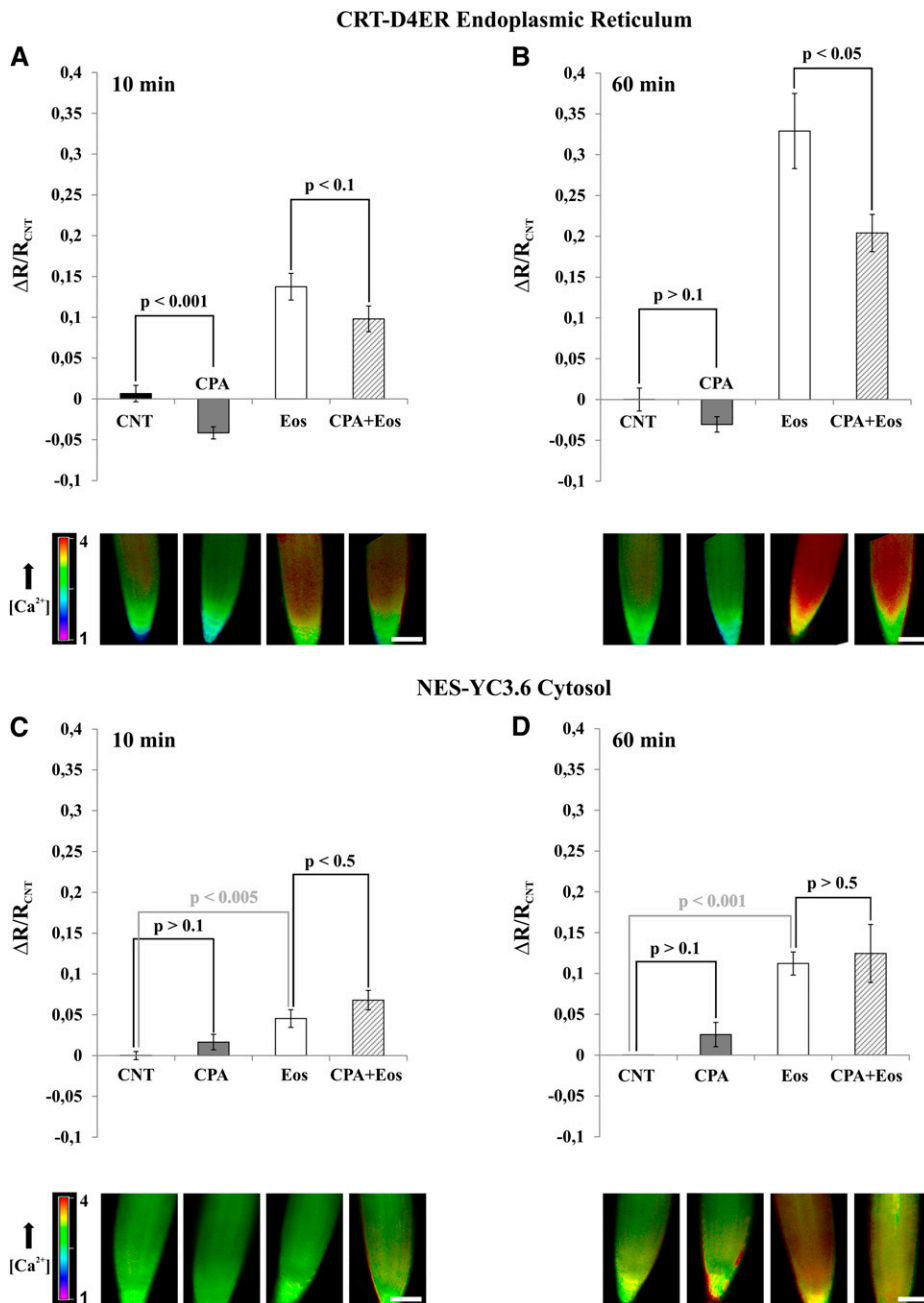 CRT-D4ER Endoplasmic Reticulum
A
10 min
0,4
0,35
0,3
0,25
0,2
0,15
0,1
0,05
0
-0,05
-0,1
ΔR/R_CNT
p < 0.001
p < 0.1
CNT
CPA
Eos
CPA+Eos
B
60 min
0,4
0,35
0,3
0,25
0,2
0,15
0,1
0,05
0
-0,05
-0,1
ΔR/R_CNT
p > 0.1
p < 0.05
CNT
CPA
Eos
CPA+Eos
4
[Ca²⁺]
1
NES-YC3.6 Cytosol
C
10 min
0,4
0,35
0,3
0,25
0,2
0,15
0,1
0,05
0
-0,05
-0,1
ΔR/R_CNT
p < 0.5
p < 0.005
p > 0.1
CNT
CPA
Eos
CPA+Eos
D
60 min
0,4
0,35
0,3
0,25
0,2
0,15
0,1
0,05
0
-0,05
-0,1
ΔR/R_CNT
p > 0.5
p < 0.001
p > 0.1
CNT
CPA
Eos
CPA+Eos
4
[Ca²⁺]
1